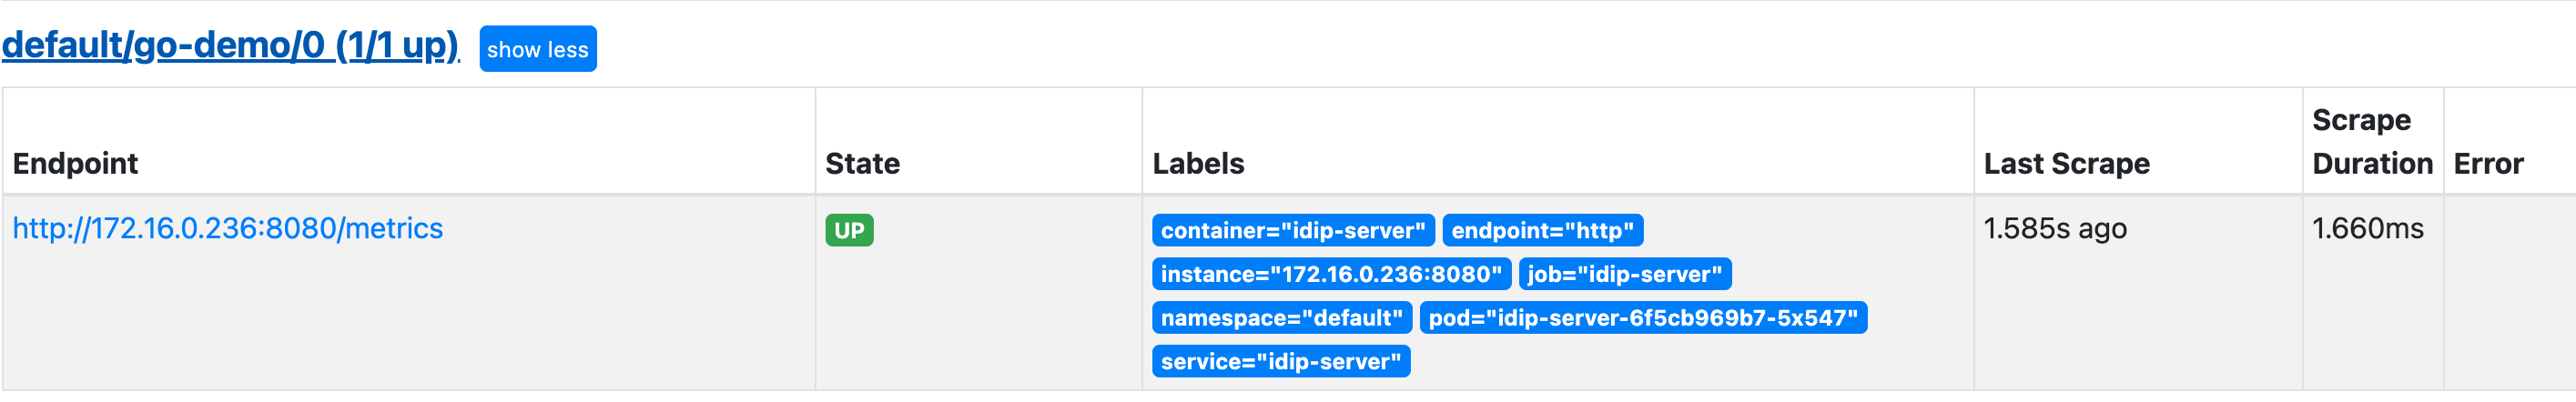 default/go-demo/0 (1/1 up) show less
Endpoint State Labels Last Scrape Scrape Duration Error
http://172.16.0.236:8080/metrics UP container="idip-server" endpoint="http" 1.585s ago 1.660ms
instance="172.16.0.236:8080" job="idip-server"
namespace="default" pod="idip-server-6f5cb969b7-5x547"
service="idip-server"